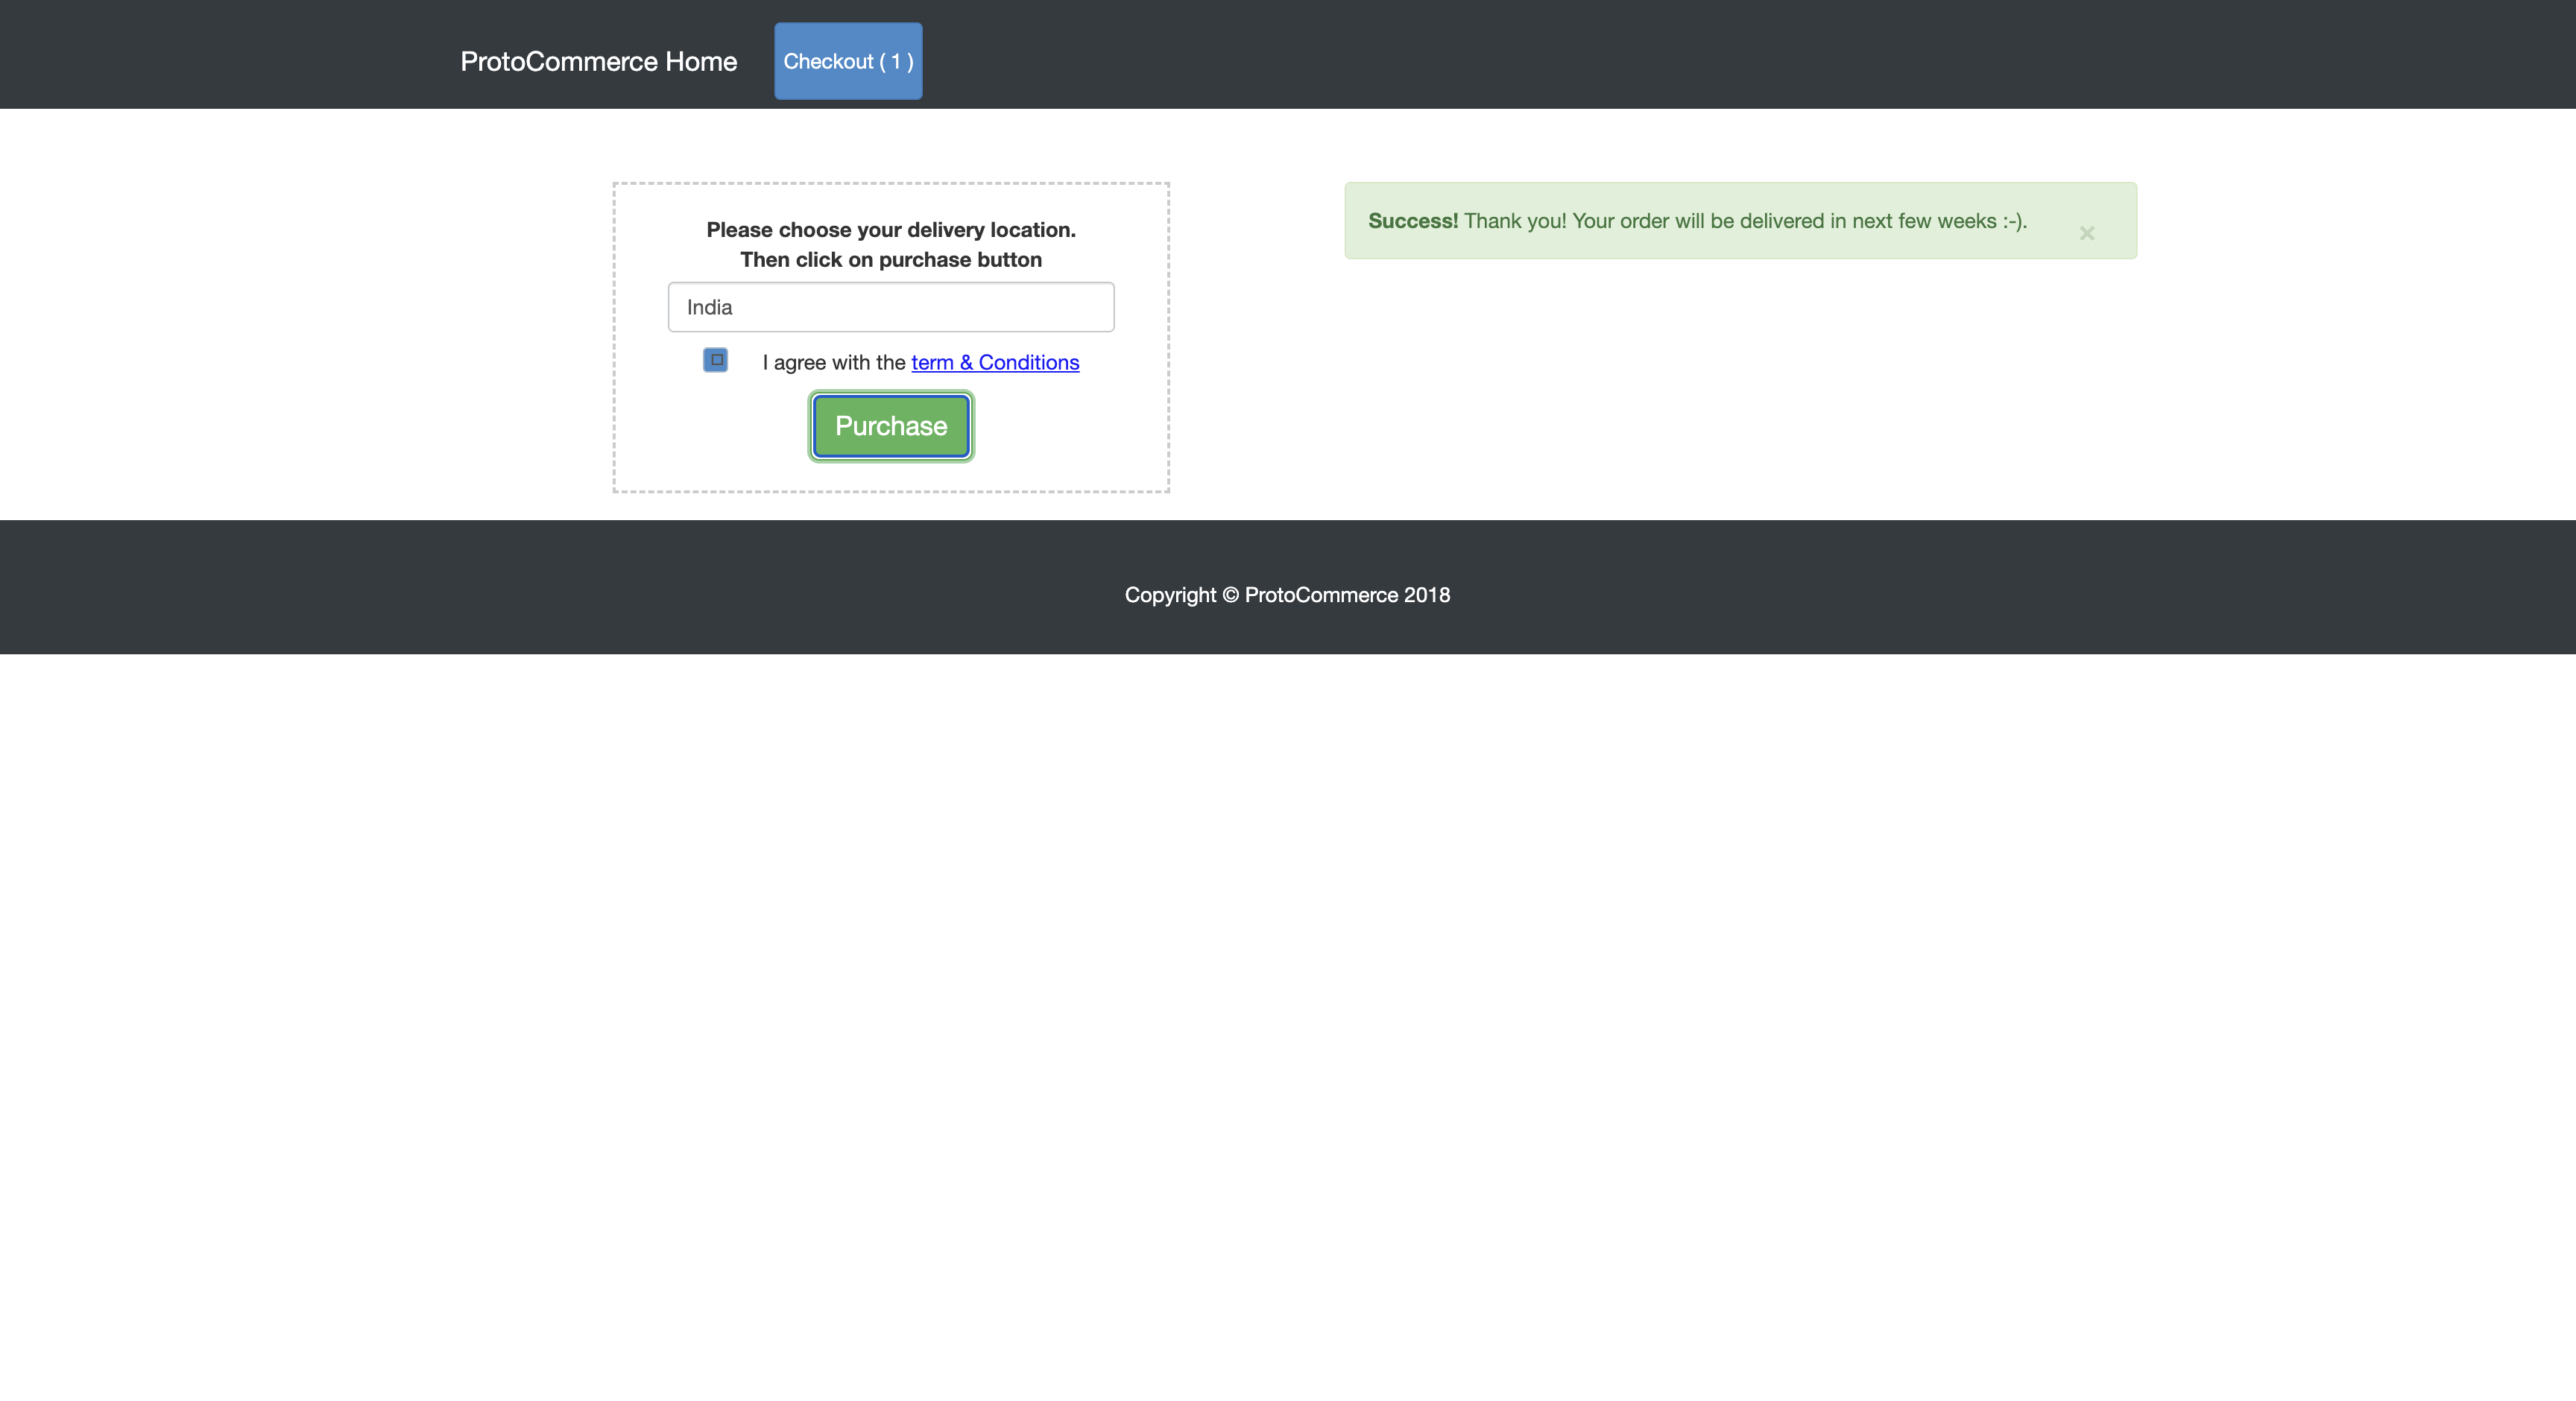 ProtoCommerce Home
Checkout ( 1 )
Please choose your delivery location.
Then click on purchase button
India
I agree with the term & Conditions
Purchase
Success! Thank you! Your order will be delivered in next few weeks :-).
×
Copyright © ProtoCommerce 2018